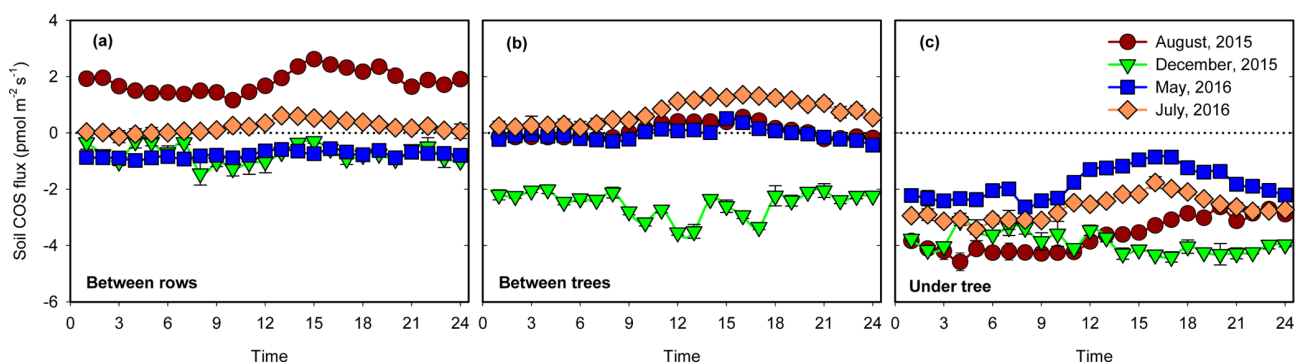 Soil COS flux (pmol m⁻² s⁻¹)
4
2
0
-2
-4
-6
(a)
Between rows
0 3 6 9 12 15 18 21 24
Time
(b)
Between trees
0 3 6 9 12 15 18 21 24
Time
(c)
August, 2015
December, 2015
May, 2016
July, 2016
Under tree
0 3 6 9 12 15 18 21 24
Time